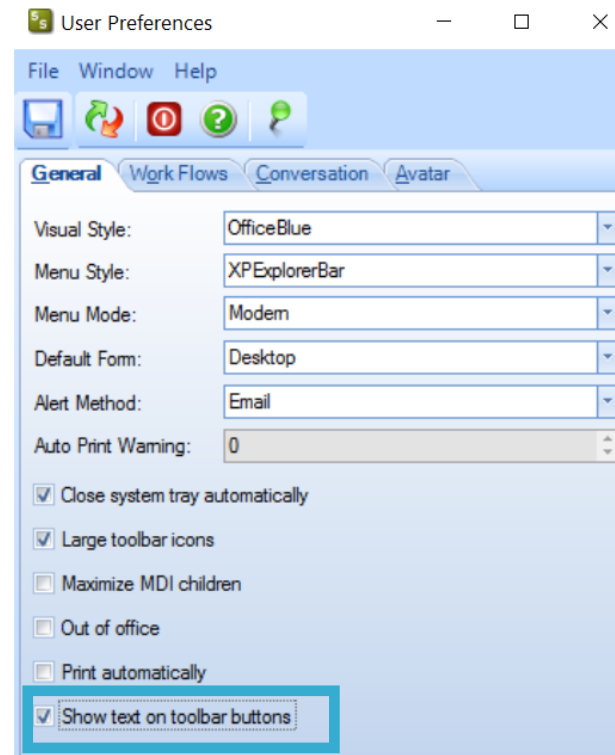 User Preferences
File Window Help
General Work Flows Conversation Avatar
Visual Style: OfficeBlue
Menu Style: XPExplorerBar
Menu Mode: Modern
Default Form: Desktop
Alert Method: Email
Auto Print Warning: 0
Close system tray automatically
Large toolbar icons
Maximize MDI children
Out of office
Print automatically
Show text on toolbar buttons